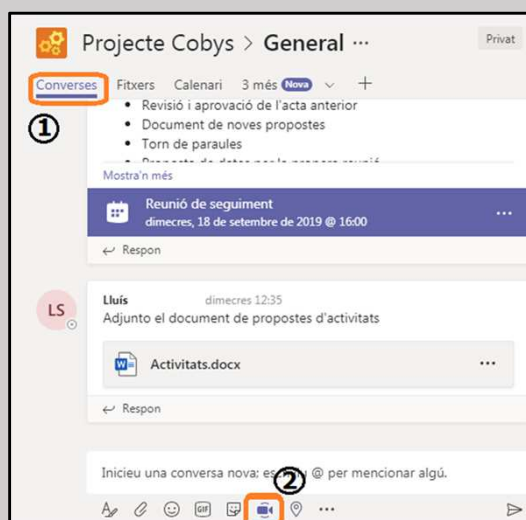 Projecte Cobys > General ...
Privat
Converses Fitxers Calenari 3 més Nova +
①
• Revisió i aprovació de l'acta anterior
• Document de noves propostes
• Torn de paraules
Mostra'n més
Reunió de seguiment
dimecres, 18 de setembre de 2019 @ 16:00
...
Respon
LS
Lluís dimecres 12:35
Adjunto el document de propostes d'activitats
W
Activitats.docx
...
Respon
②
Inicieu una conversa nova; @ per mencionar algú.
GIF ...